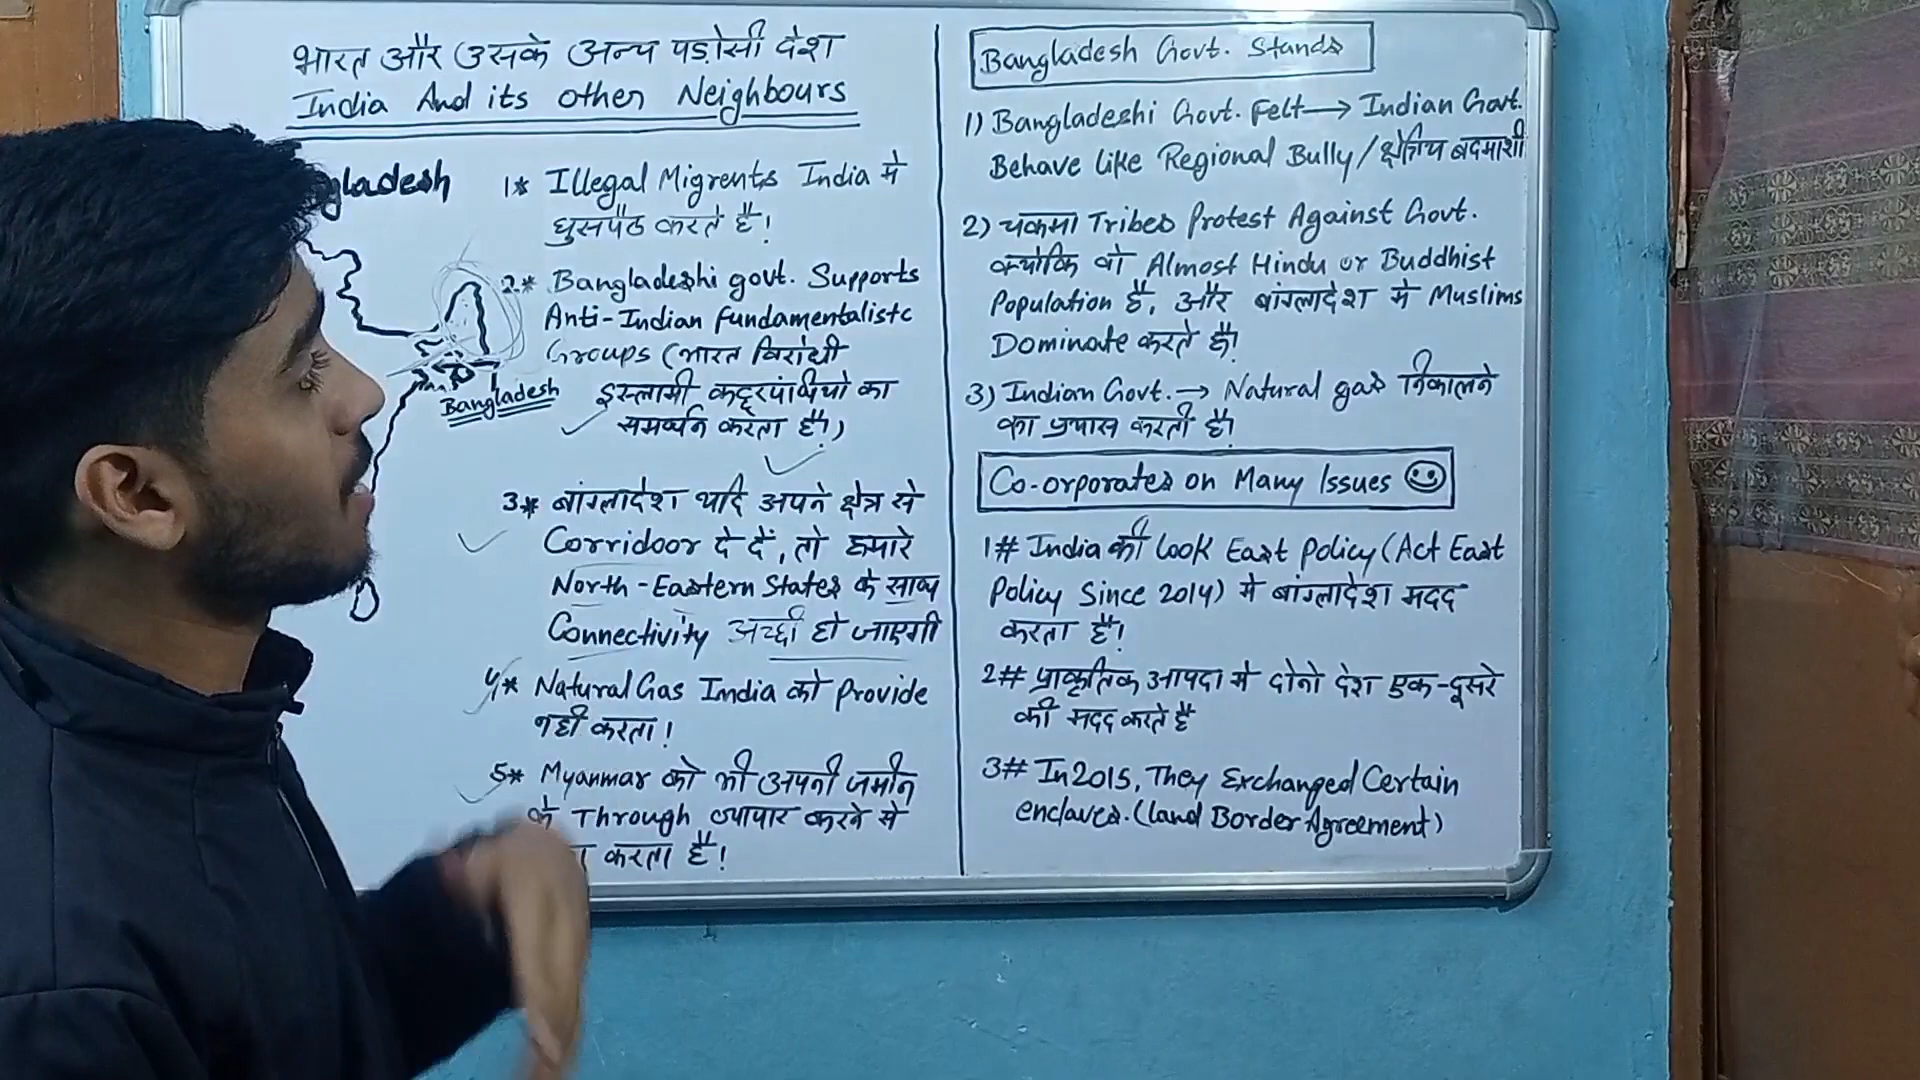 भारत और उसके अन्य पड़ोसी देश
India And its other Neighbours
gladesh
1* Illegal Migrents India मे
घुसपैठ करते है!
2.* Bangladeshi govt. Supports
Anti-Indian fundamentalistc
Groups (भारत विरोधी
इस्लामी कट्टरपंथियो का
समर्थन करता है!)
Bangladesh
3* बांग्लादेश यदि अपने क्षेत्र से
Corridoor दे दें, तो हमारे
North-Eastern States के साथ
Connectivity अच्छी हो जाएगी
4* Natural Gas India को Provide
नही करता!
5* Myanmar को भी अपनी जमीन
के Through व्यापार करने से
करता है!
Bangladesh Govt. Stands
1) Bangladeshi Govt. Felt→ Indian Govt.
Behave like Regional Bully/क्षेत्रिय बदमाशी
2) चकमा Tribes Protest Against Govt.
क्योकि वो Almost Hindu or Buddhist
Population है, और बांग्लादेश मे Muslims
Dominate करते है!
3) Indian Govt. → Natural gas निकालने
का प्रयास करती है!
Co-orporates on Many Issues ☺
1# India की Look East Policy (Act East
Policy Since 2014) मे बांग्लादेश मदद
करता है!
2# प्राकृतिक आपदा मे दोनो देश एक-दूसरे
की मदद करते है
3# In 2015, They Exchanged Certain
enclaves. (land Border Agreement)